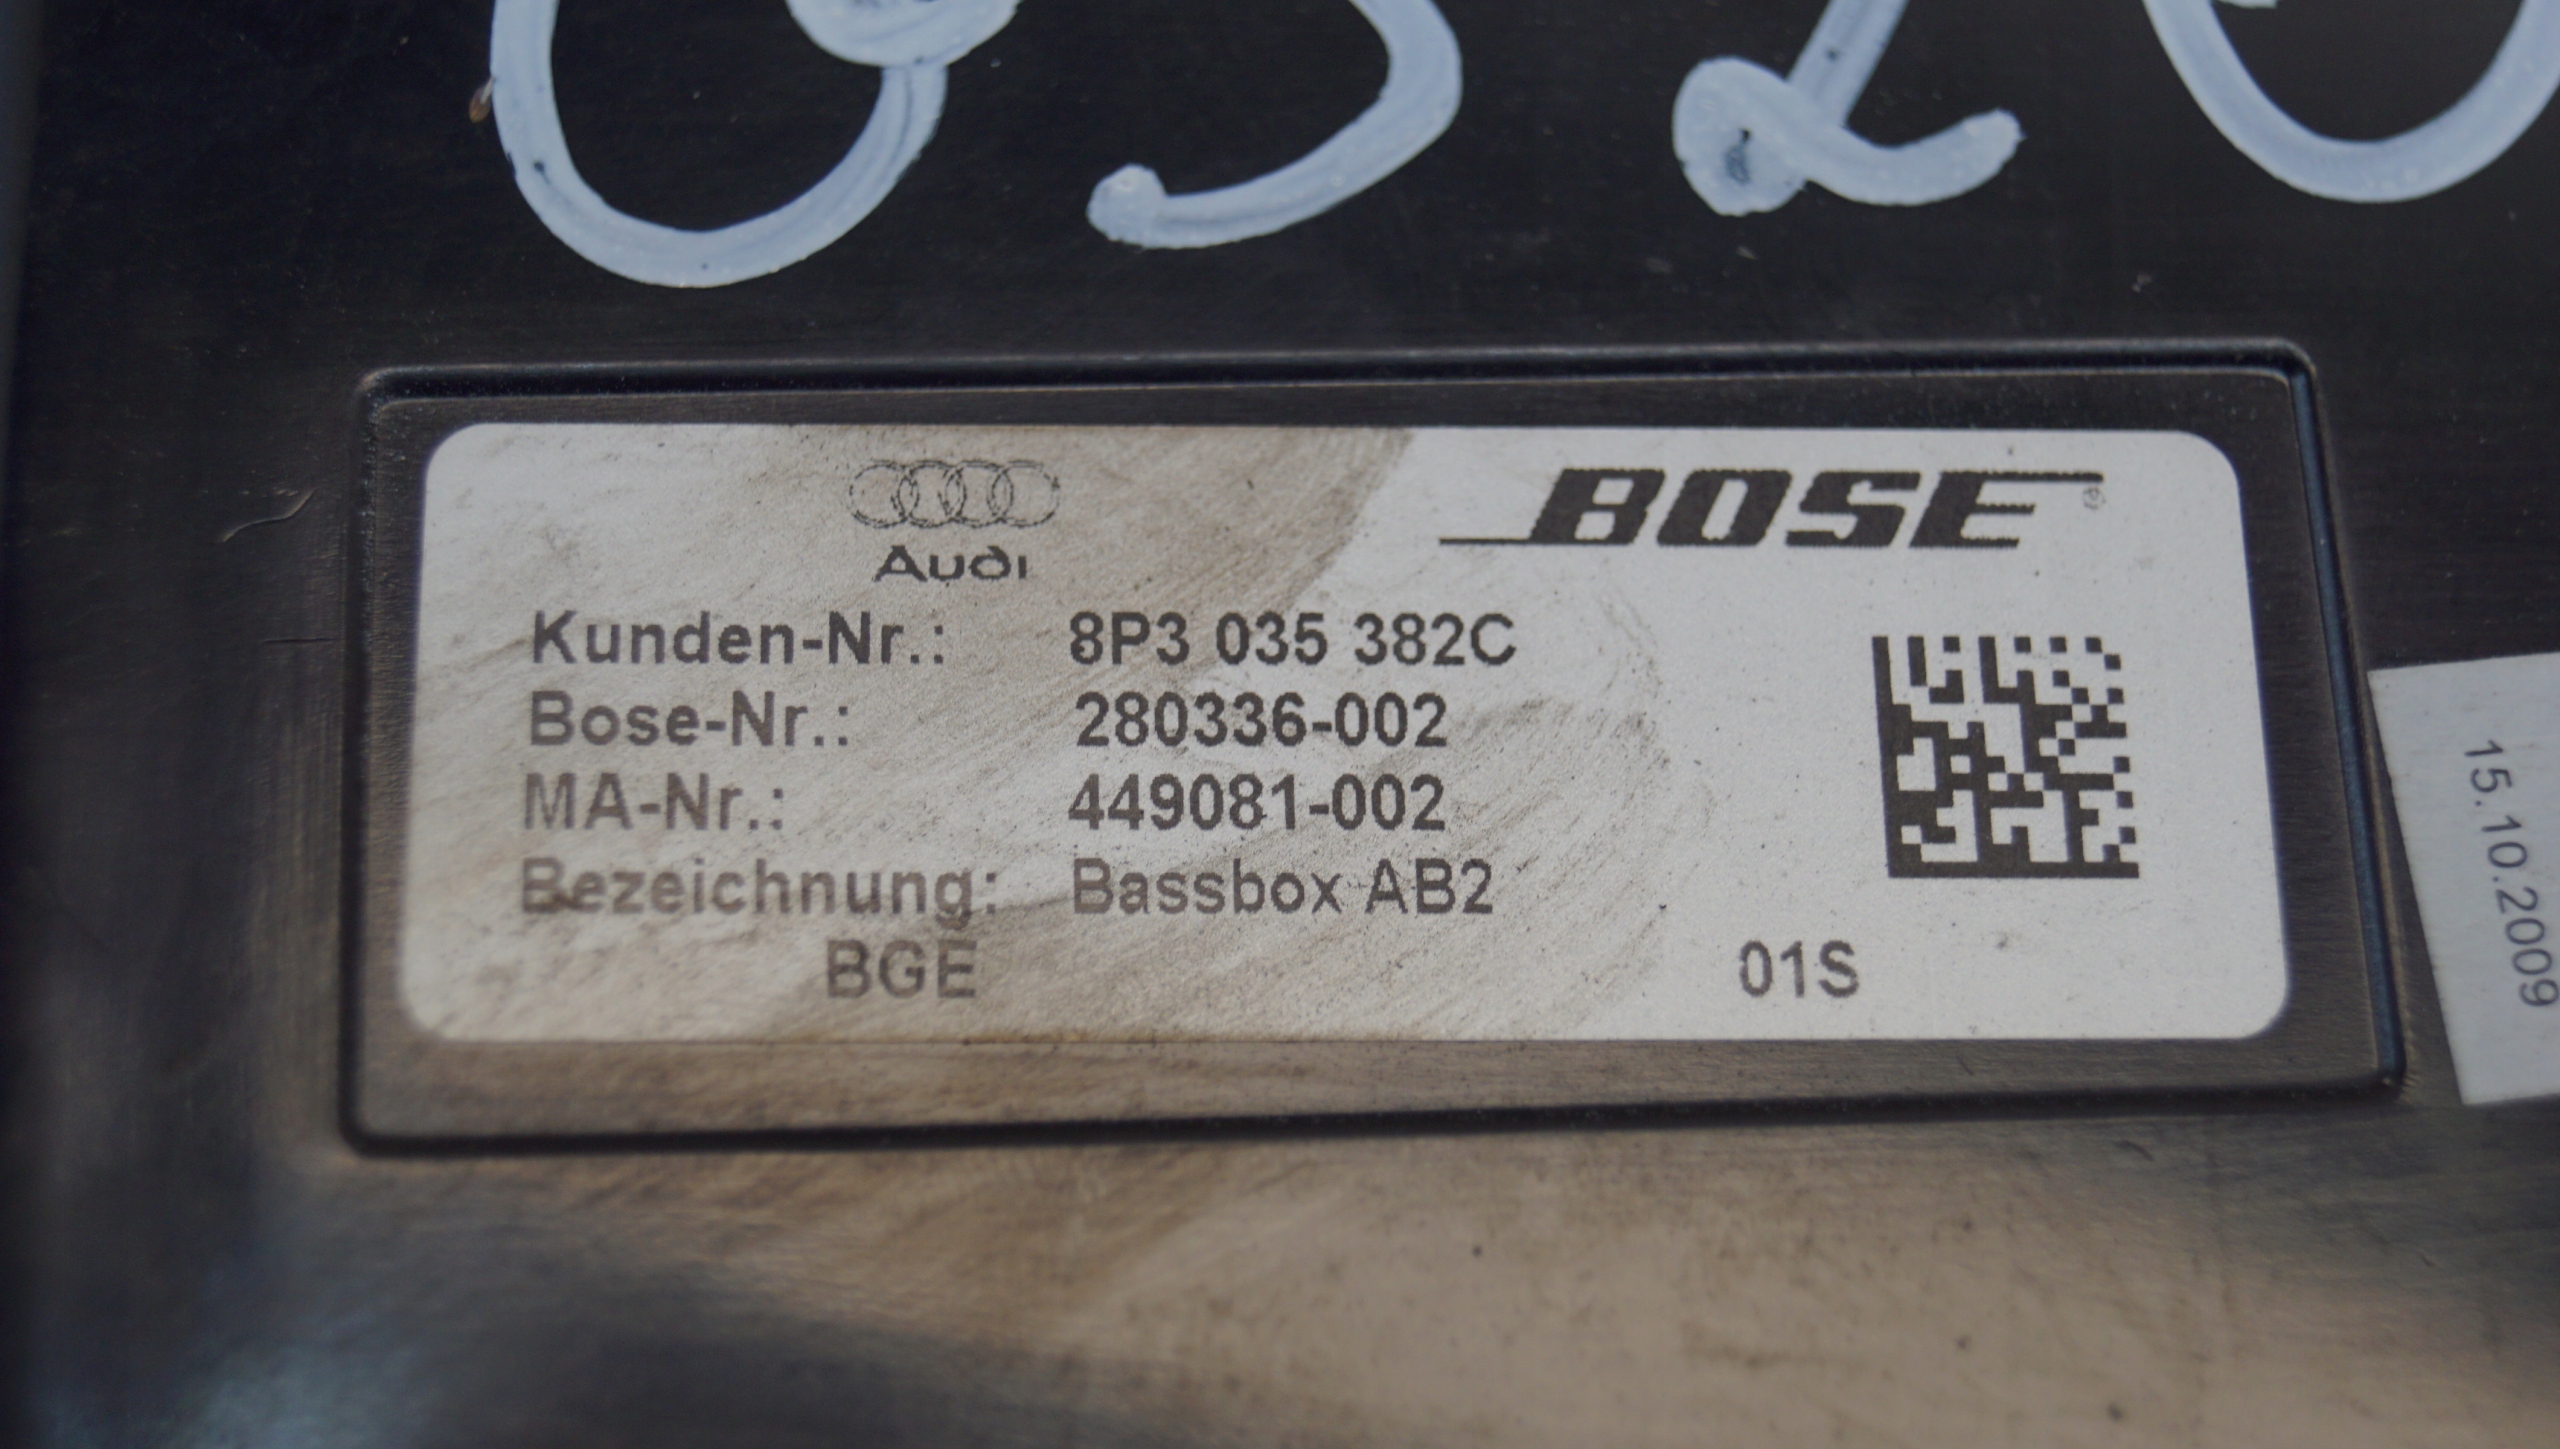 Audi
BOSE
Kunden-Nr.: 8P3 035 382C
Bose-Nr.: 280336-002
MA-Nr.: 449081-002
Bezeichnung: Bassbox AB2
BGE 01S
15.10.2009